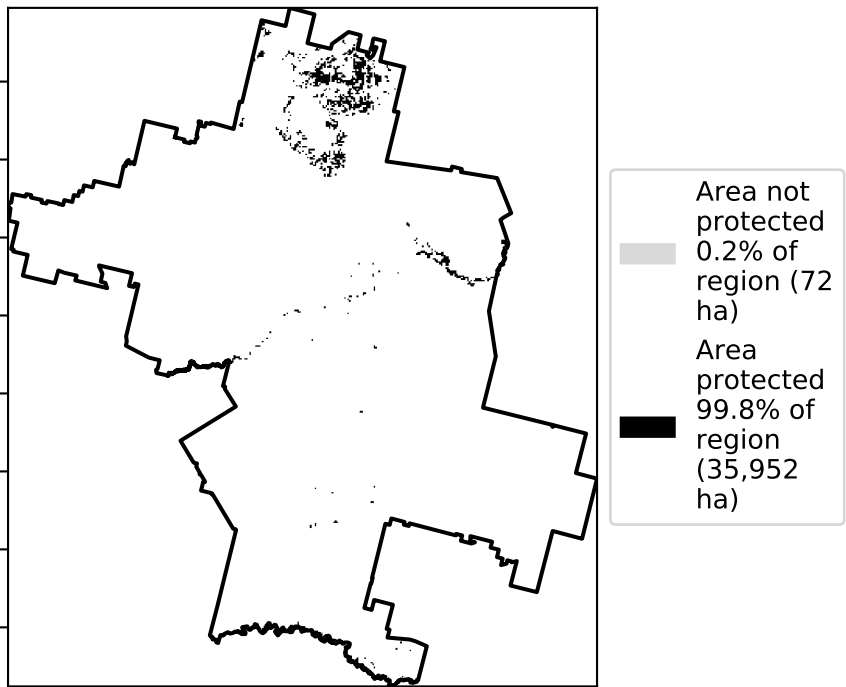 Area not
protected
0.2% of
region (72
ha)
Area
protected
99.8% of
region
(35,952
ha)